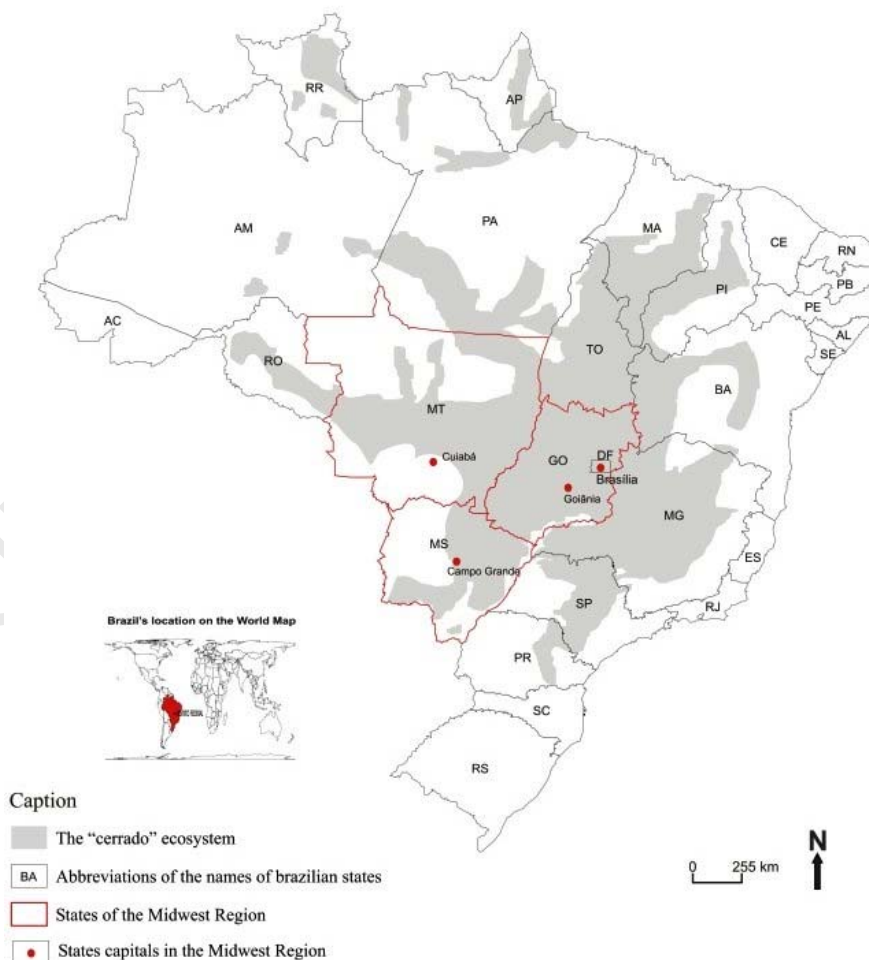 RR
AP
AM
PA
MA
CE
RN
PB
PI
PE
AC
AL
TO
SE
RO
BA
MT
Cuiabá
GO
DF
Brasília
Goiânia
MG
MS
ES
Campo Grande
SP
RJ
Brazil's location on the World Map
PR
SC
RS
Caption
The “cerrado” ecosystem
N
BA Abbreviations of the names of brazilian states
0 255 km
States of the Midwest Region
States capitals in the Midwest Region